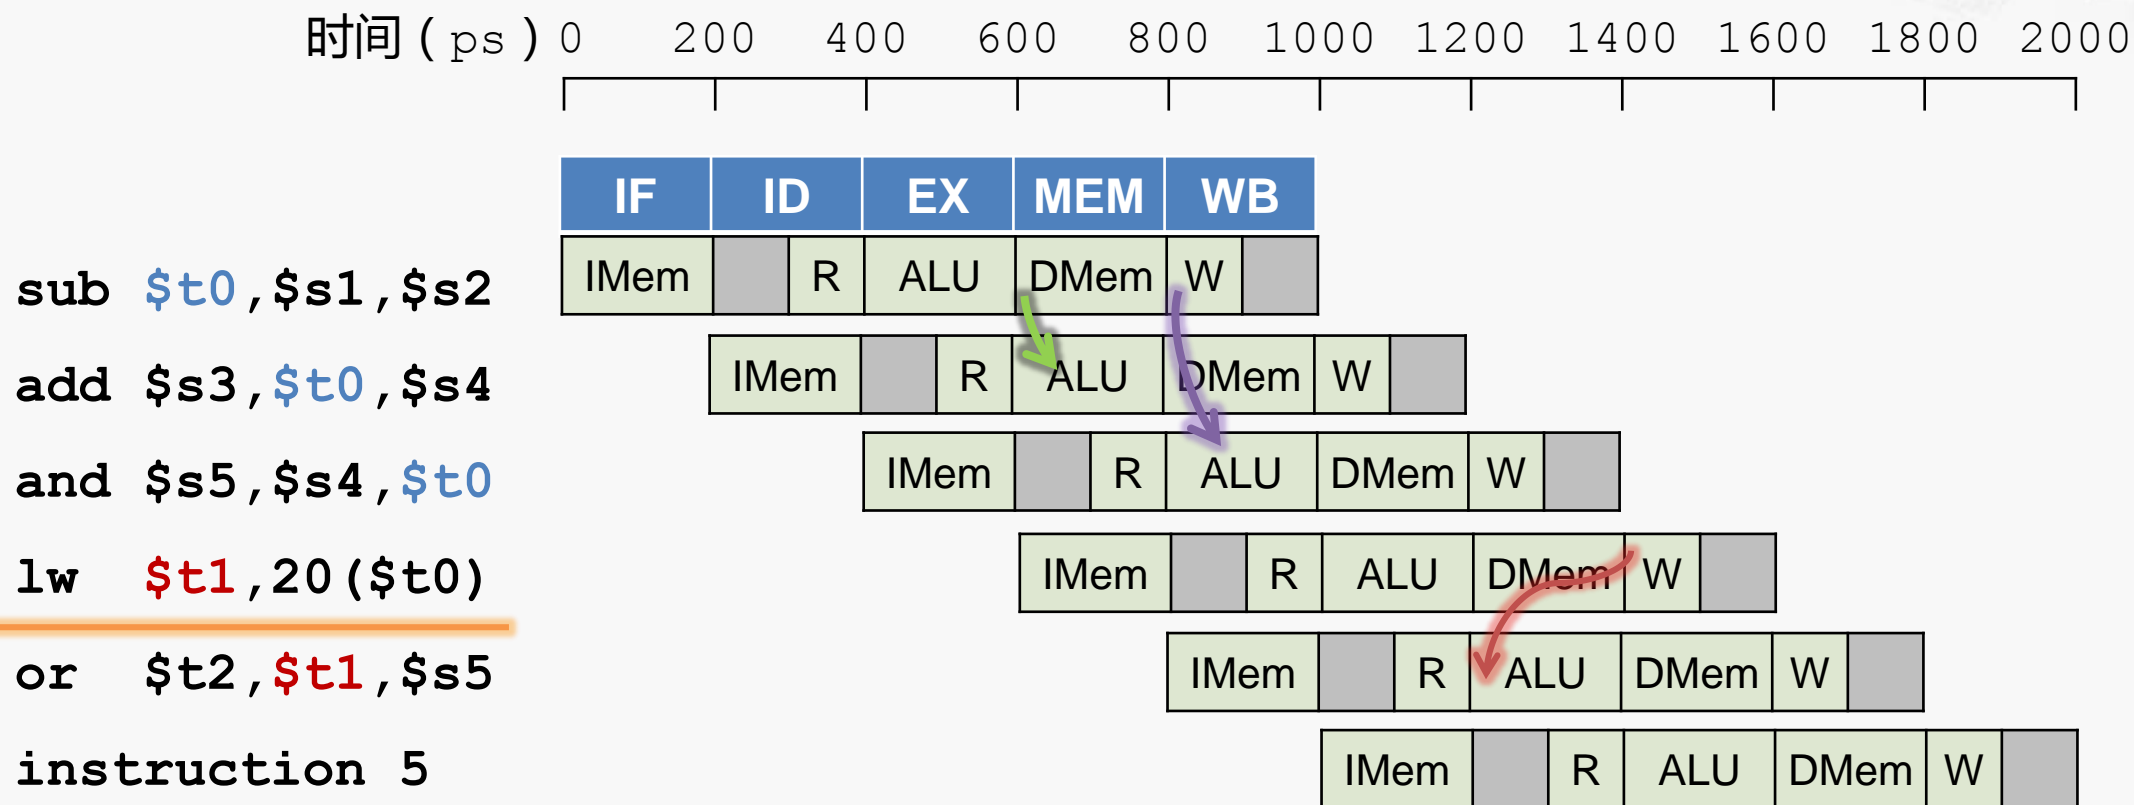 时间(ps) 0 200 400 600 800 1000 1200 1400 1600 1800 2000
IF ID EX MEM WB
sub $t0,$s1,$s2 IMem R ALU DMem W
add $s3,$t0,$s4 IMem R ALU DMem W
and $s5,$s4,$t0 IMem R ALU DMem W
lw $t1,20($t0) IMem R ALU DMem W
or $t2,$t1,$s5 IMem R ALU DMem W
instruction 5 IMem R ALU DMem W